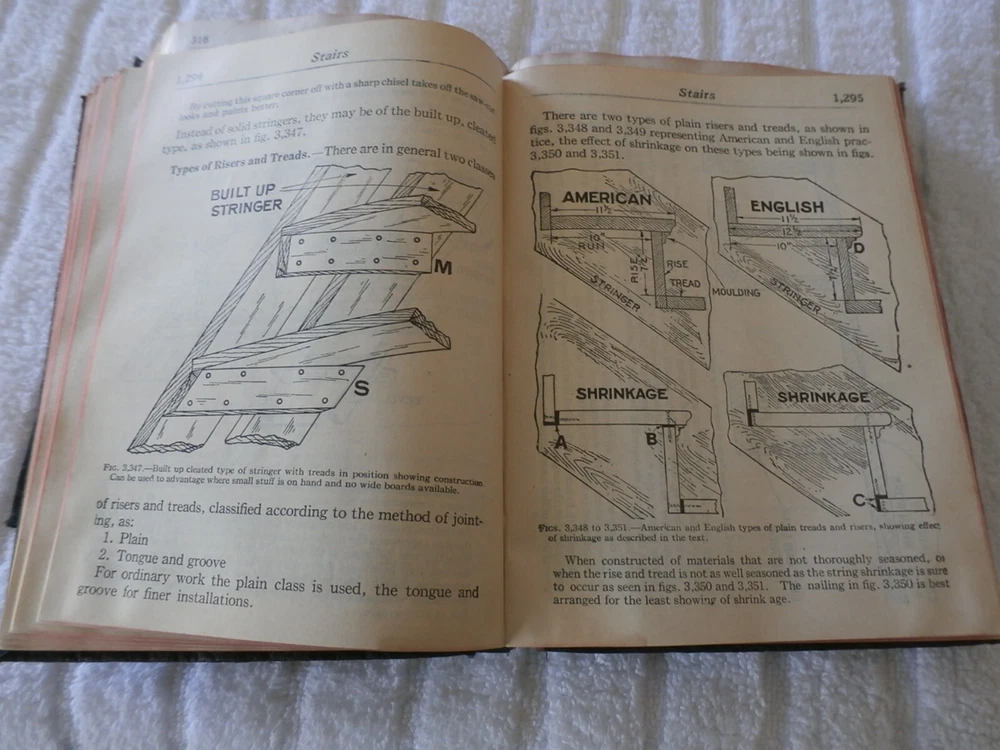 318
Stairs
1,294
By cutting this square corner off with a sharp chisel takes off the
looks and paints better.
Instead of solid stringers, they may be of the built up, cleated
type, as shown in fig. 3,347.
Types of Risers and Treads.—There are in general two classes
BUILT UP
STRINGER
M
S
FIG. 3,347.—Built up cleated type of stringer with treads in position showing construction
Can be used to advantage where small stuff is on hand and no wide boards available.
of risers and treads, classified according to the method of joint-
ing, as:
1. Plain
2. Tongue and groove
For ordinary work the plain class is used, the tongue and
groove for finer installations.
Stairs
1,295
There are two types of plain risers and treads, as shown in
figs. 3,348 and 3,349 representing American and English prac-
tice, the effect of shrinkage on these types being shown in figs.
3,350 and 3,351.
AMERICAN
11½
10"
RUN
RISE
7½
RISE
TREAD
STRINGER
MOULDING
ENGLISH
11½
12½
10"
D
7½
STRINGER
SHRINKAGE
A
B
SHRINKAGE
C
FIGS. 3,348 to 3,351.—American and English types of plain treads and risers, showing effect
of shrinkage as described in the text.
When constructed of materials that are not thoroughly seasoned, or
when the rise and tread is not as well seasoned as the string shrinkage is sure
to occur as seen in figs. 3,350 and 3,351. The nailing in fig. 3,350 is best
arranged for the least showing of shrink age.